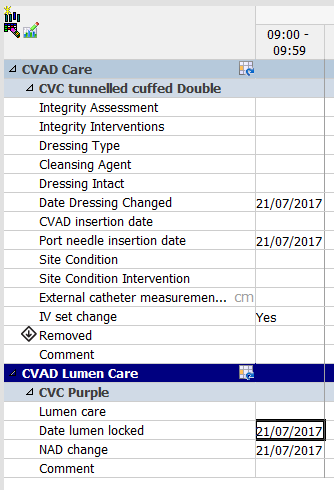 09:00 -
09:59
CVAD Care
CVC tunnelled cuffed Double
Integrity Assessment
Integrity Interventions
Dressing Type
Cleansing Agent
Dressing Intact
Date Dressing Changed 21/07/2017
CVAD insertion date
Port needle insertion date 21/07/2017
Site Condition
Site Condition Intervention
External catheter measuremen... cm
IV set change Yes
Removed
Comment
CVAD Lumen Care
CVC Purple
Lumen care
Date lumen locked 21/07/2017
NAD change 21/07/2017
Comment